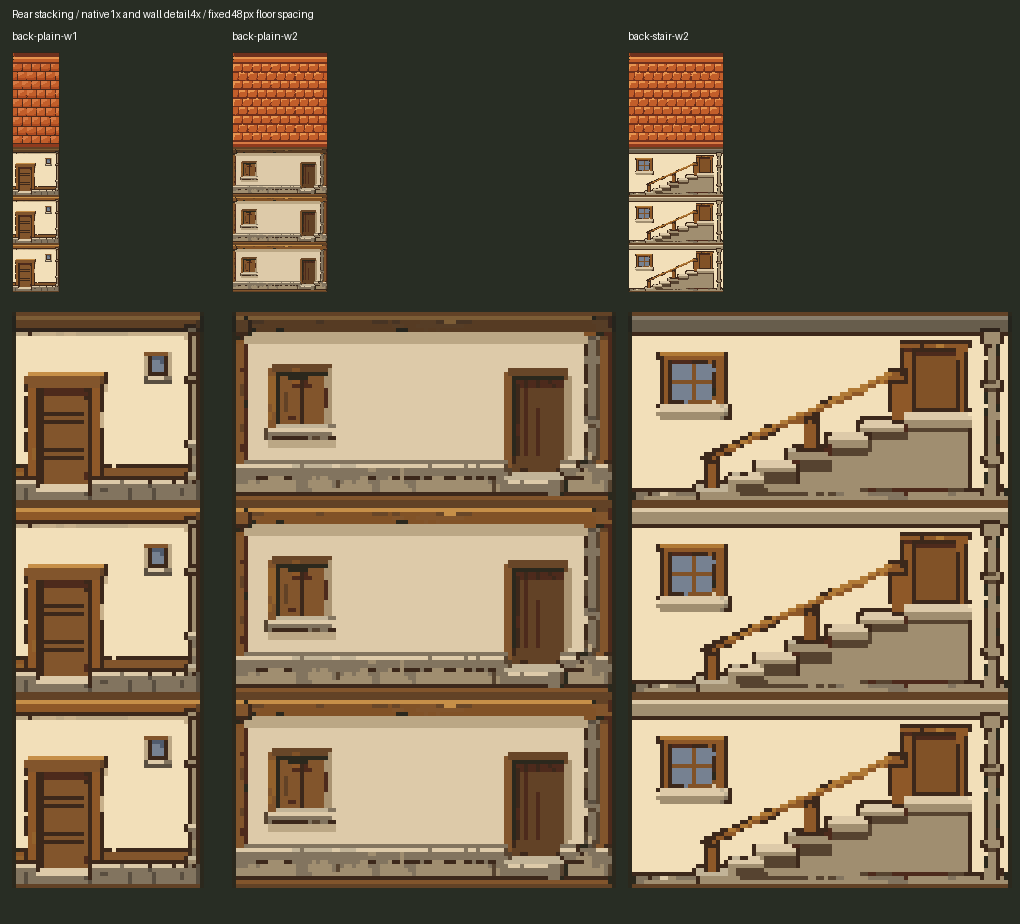 Rear stacking / native 1x and wall detail 4x / fixed 48px floor spacing
back-plain-w1
back-plain-w2
back-stair-w2